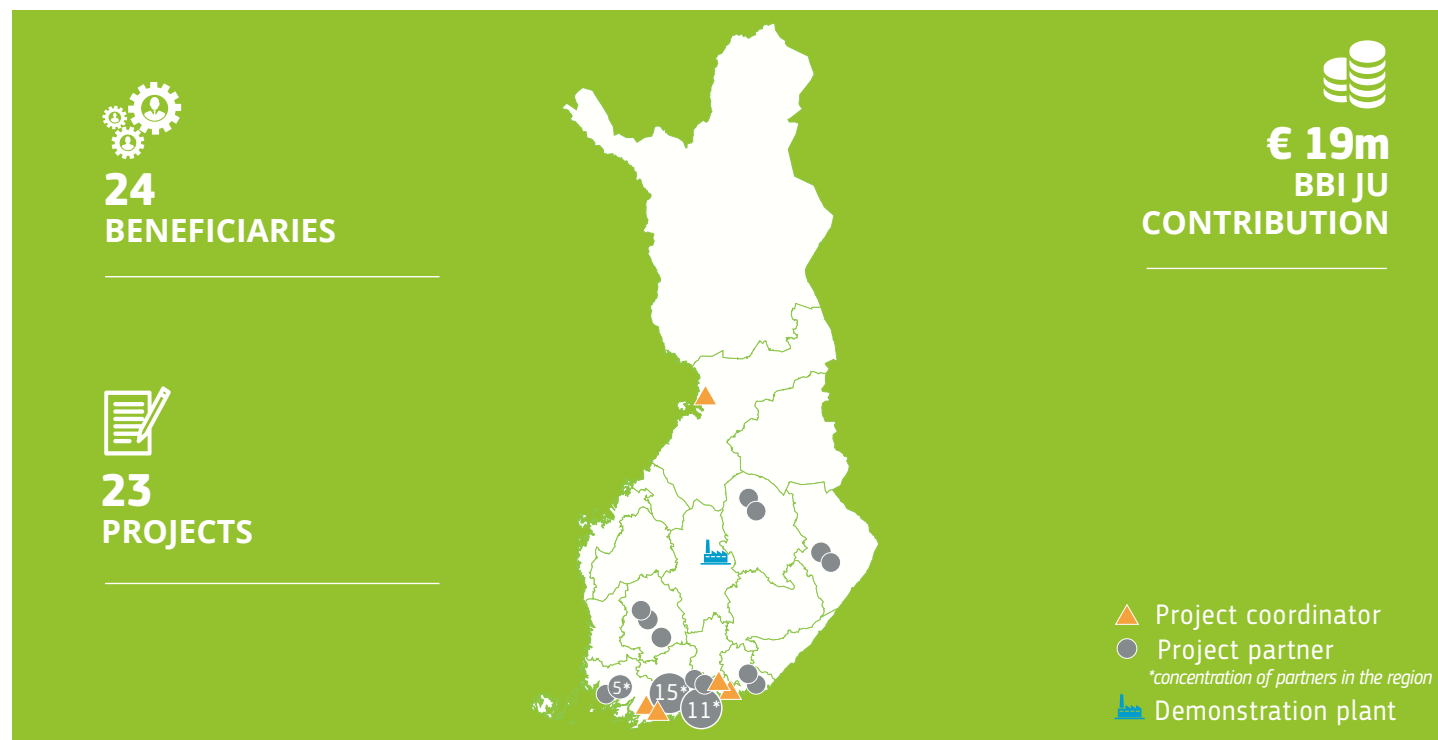 24
BENEFICIARIES
€ 19m
BBI JU
CONTRIBUTION
23
PROJECTS
5*
15*
11*
Project coordinator
Project partner
*concentration of partners in the region
Demonstration plant